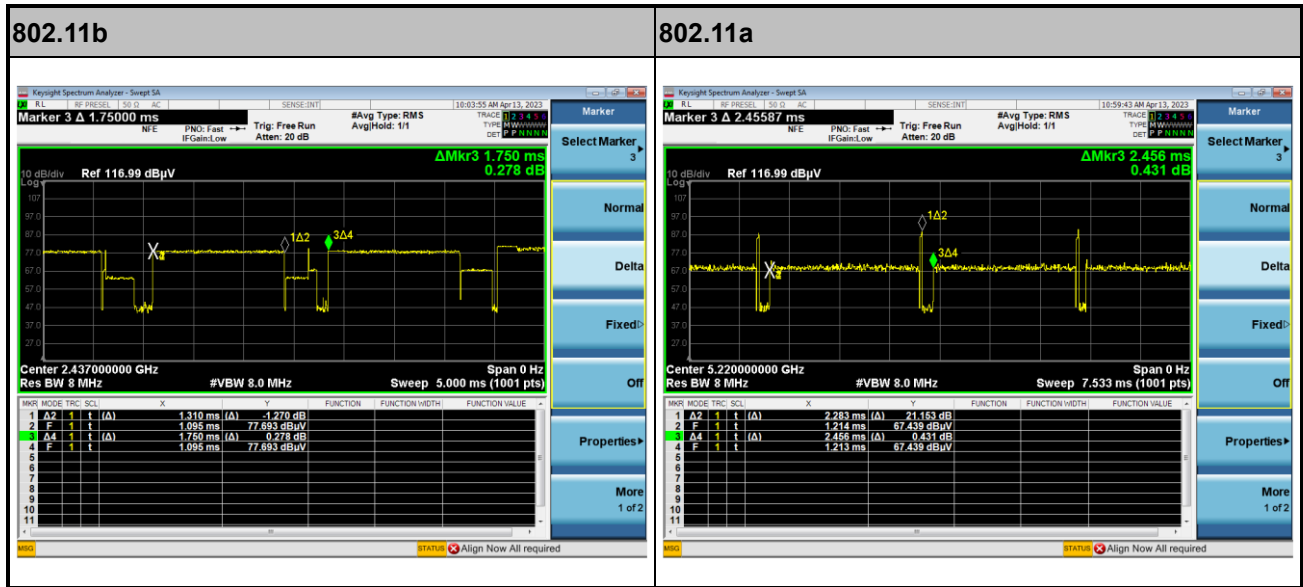 802.11b
802.11a
Keysight Spectrum Analyzer - Swept SA
RL RF PRESEL 50 Ω AC SENSE:INT 10:03:55 AM Apr 13, 2023
Marker 3 Δ 1.75000 ms
#Avg Type: RMS
TRACE 1 2 3 4 5 6
NFE PNO: Fast Trig: Free Run Avg|Hold: 1/1
TYPE MWWWWW
IFGain:Low Atten: 20 dB
DET P P N N N N
ΔMkr3 1.750 ms
0.278 dB
10 dB/div Ref 116.99 dBµV
Log
107
97.0
87.0
77.0
67.0
57.0
47.0
37.0
27.0
1Δ2
3Δ4
Center 2.437000000 GHz Span 0 Hz
Res BW 8 MHz #VBW 8.0 MHz Sweep 5.000 ms (1001 pts)
MKR MODE TRC SCL X Y FUNCTION FUNCTION WIDTH FUNCTION VALUE
1 Δ2 1 t (Δ) 1.310 ms (Δ) -1.270 dB
2 F 1 t 1.095 ms 77.693 dBµV
3 Δ4 1 t (Δ) 1.750 ms (Δ) 0.278 dB
4 F 1 t 1.095 ms 77.693 dBµV
5
6
7
8
9
10
11
MSG STATUS Align Now All required
Marker
Select Marker
3
Normal
Delta
Fixed
Off
Properties
More
1 of 2
Keysight Spectrum Analyzer - Swept SA
RL RF PRESEL 50 Ω AC SENSE:INT 10:59:43 AM Apr 13, 2023
Marker 3 Δ 2.45587 ms
#Avg Type: RMS
TRACE 1 2 3 4 5 6
NFE PNO: Fast Trig: Free Run Avg|Hold: 1/1
TYPE MWWWWW
IFGain:Low Atten: 20 dB
DET P P N N N N
ΔMkr3 2.456 ms
0.431 dB
10 dB/div Ref 116.99 dBµV
Log
107
97.0
87.0
77.0
67.0
57.0
47.0
37.0
27.0
1Δ2
3Δ4
Center 5.220000000 GHz Span 0 Hz
Res BW 8 MHz #VBW 8.0 MHz Sweep 7.533 ms (1001 pts)
MKR MODE TRC SCL X Y FUNCTION FUNCTION WIDTH FUNCTION VALUE
1 Δ2 1 t (Δ) 2.283 ms (Δ) 21.153 dB
2 F 1 t 1.214 ms 67.439 dBµV
3 Δ4 1 t (Δ) 2.456 ms (Δ) 0.431 dB
4 F 1 t 1.213 ms 67.439 dBµV
5
6
7
8
9
10
11
MSG STATUS Align Now All required
Marker
Select Marker
3
Normal
Delta
Fixed
Off
Properties
More
1 of 2